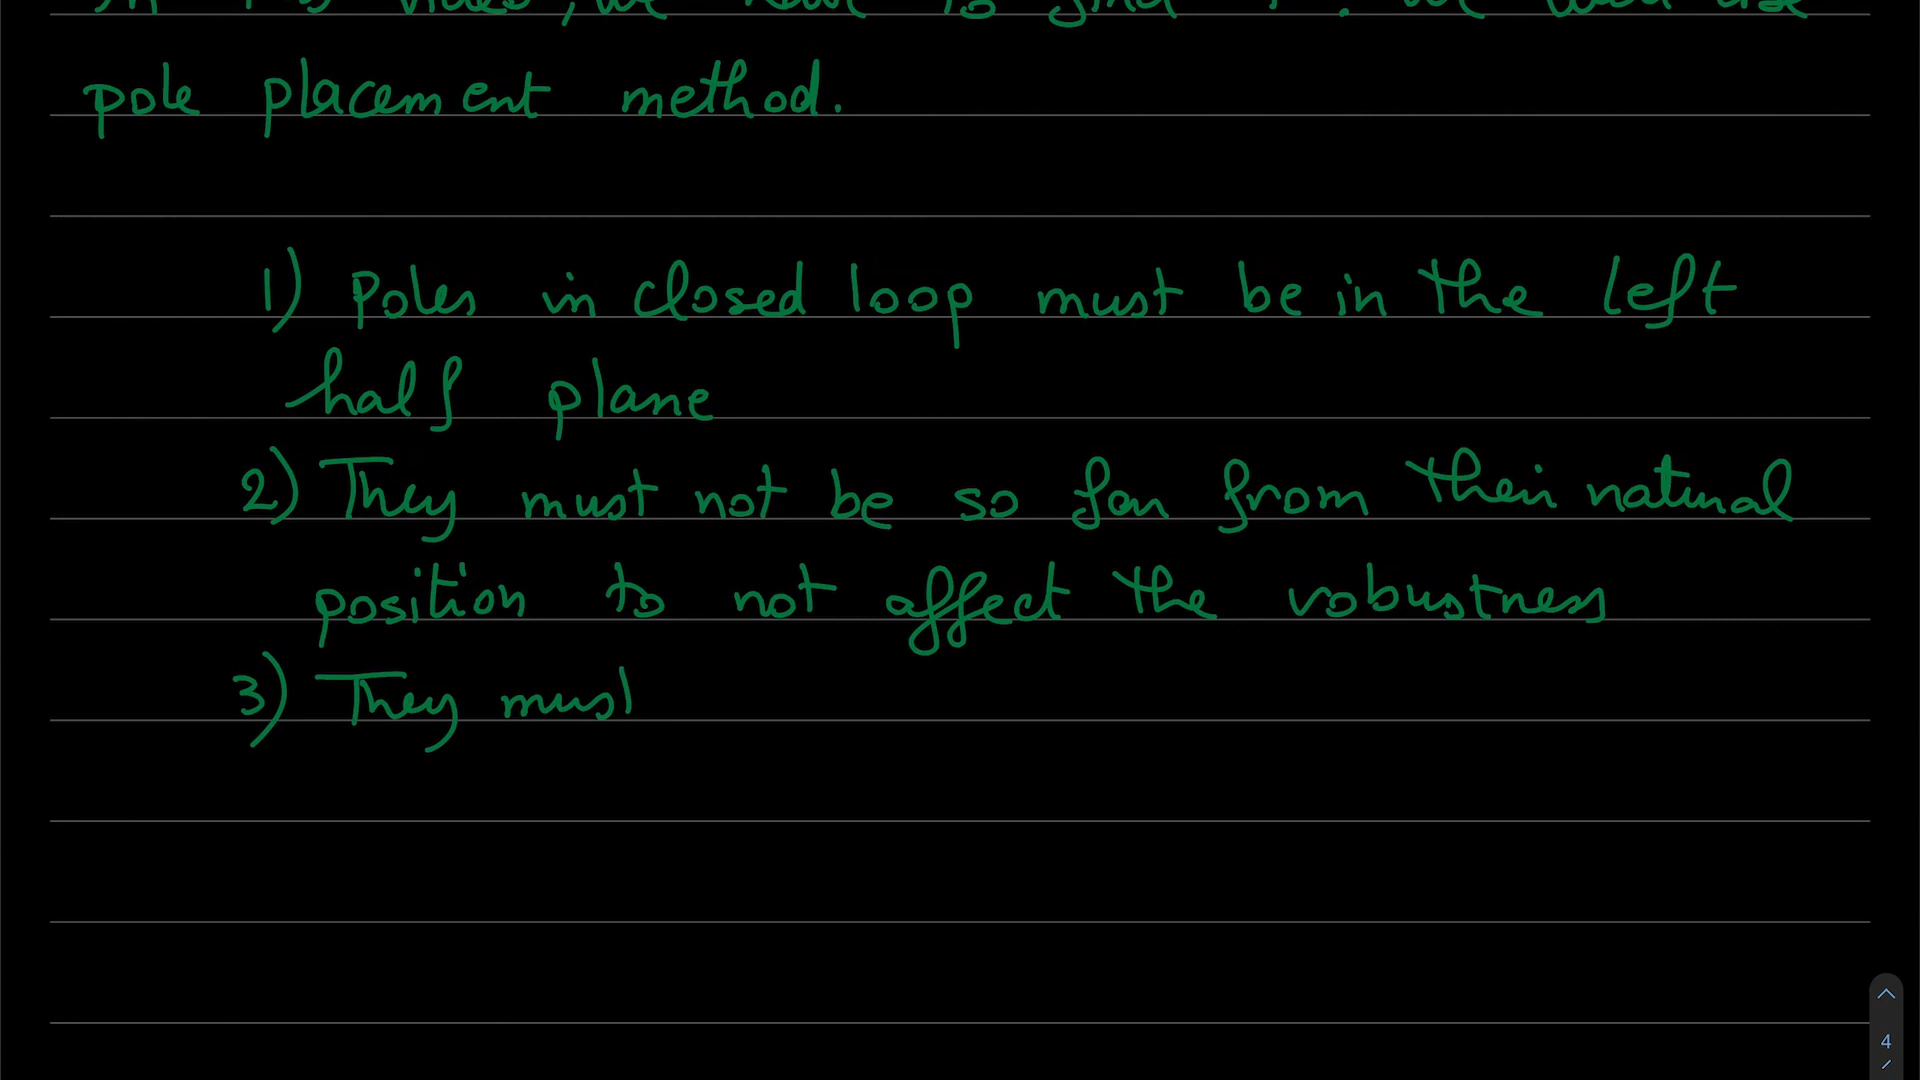 pole placement method.
1) Poles in closed loop must be in the left
half plane
2) They must not be so far from their natural
position to not affect the robustness
3) They must
4